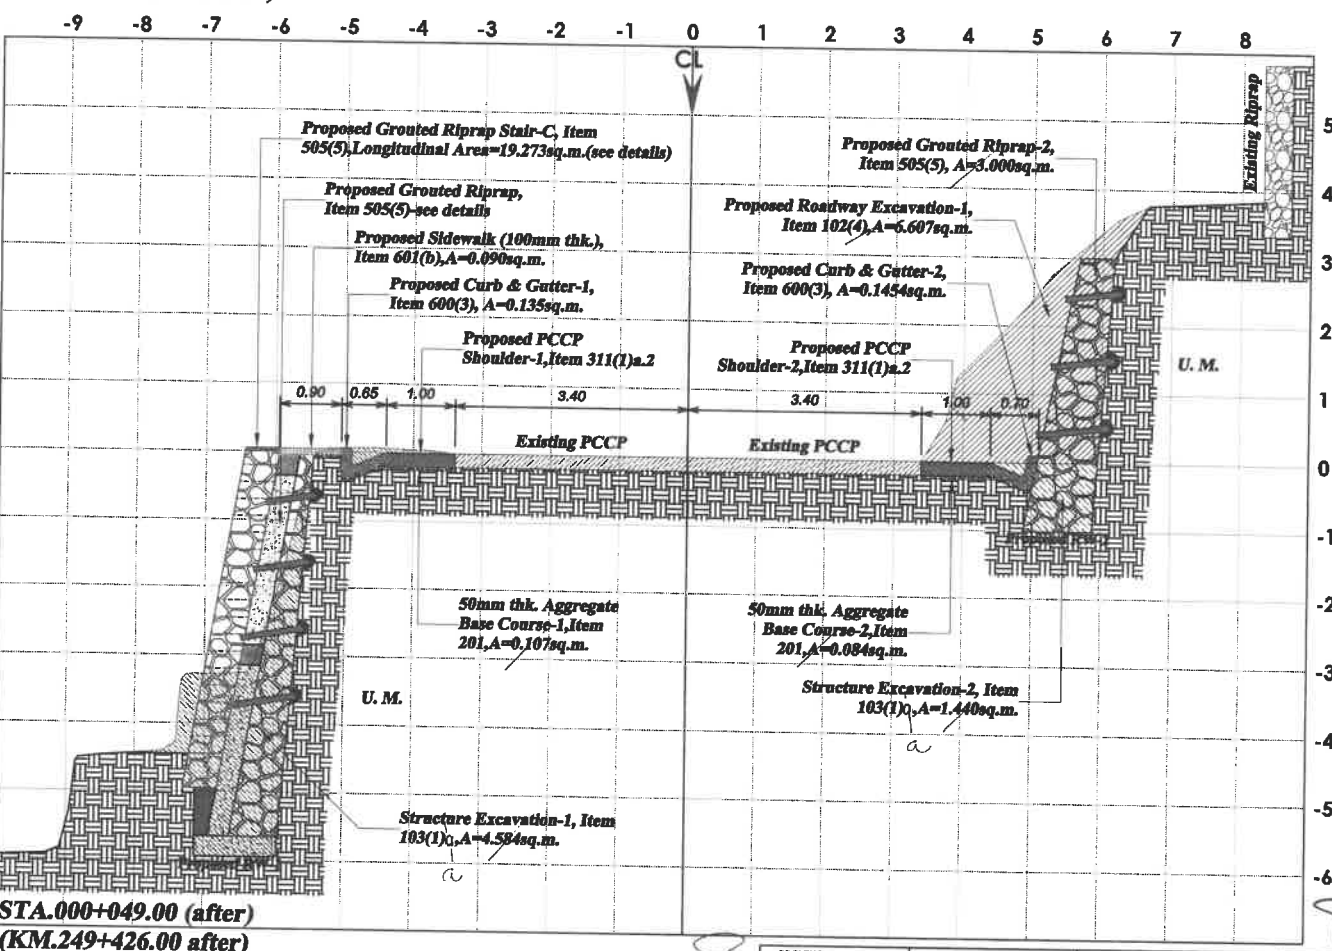 -9 -8 -7 -6 -5 -4 -3 -2 -1 0 1 2 3 4 5 6 7 8
CL
Existing Riprap
5
Proposed Grouted Riprap Stair-C, Item
505(5),Longitudinal Area=19.273sq.m.(see details)
Proposed Grouted Riprap-2,
Item 505(5), A=3.000sq.m.
4
Proposed Grouted Riprap,
Item 505(5)-see details
Proposed Roadway Excavation-1,
Item 102(4),A=6.607sq.m.
Proposed Sidewalk (100mm thk.),
Item 601(b),A=0.090sq.m.
3
Proposed Curb & Gutter-1,
Item 600(3), A=0.135sq.m.
Proposed Curb & Gutter-2,
Item 600(3), A=0.1454sq.m.
2
Proposed PCCP
Shoulder-1,Item 311(1)a.2
Proposed PCCP
Shoulder-2,Item 311(1)a.2
U. M.
1
0.90 0.65 1.00 3.40 3.40 1.00 0.70
Existing PCCP Existing PCCP
0
-1
50mm thk. Aggregate
Base Course-1,Item
201,A=0.107sq.m.
50mm thk. Aggregate
Base Course-2,Item
201,A=0.084sq.m.
-2
-3
U. M.
Structure Excavation-2, Item
103(1)a,A=1.440sq.m.
a
-4
-5
Structure Excavation-1, Item
103(1)a,A=4.584sq.m.
a
-6
STA.000+049.00 (after)
(KM.249+426.00 after)